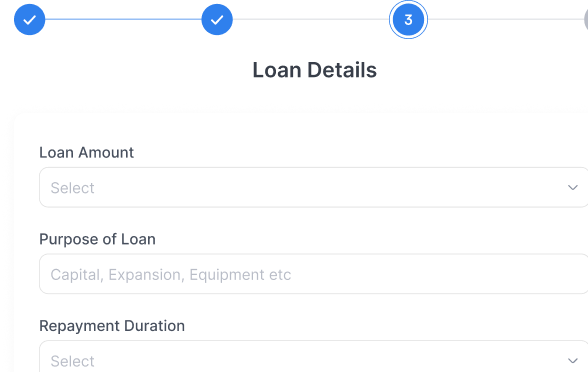 3
Loan Details
Loan Amount
Select
Purpose of Loan
Capital, Expansion, Equipment etc
Repayment Duration
Select